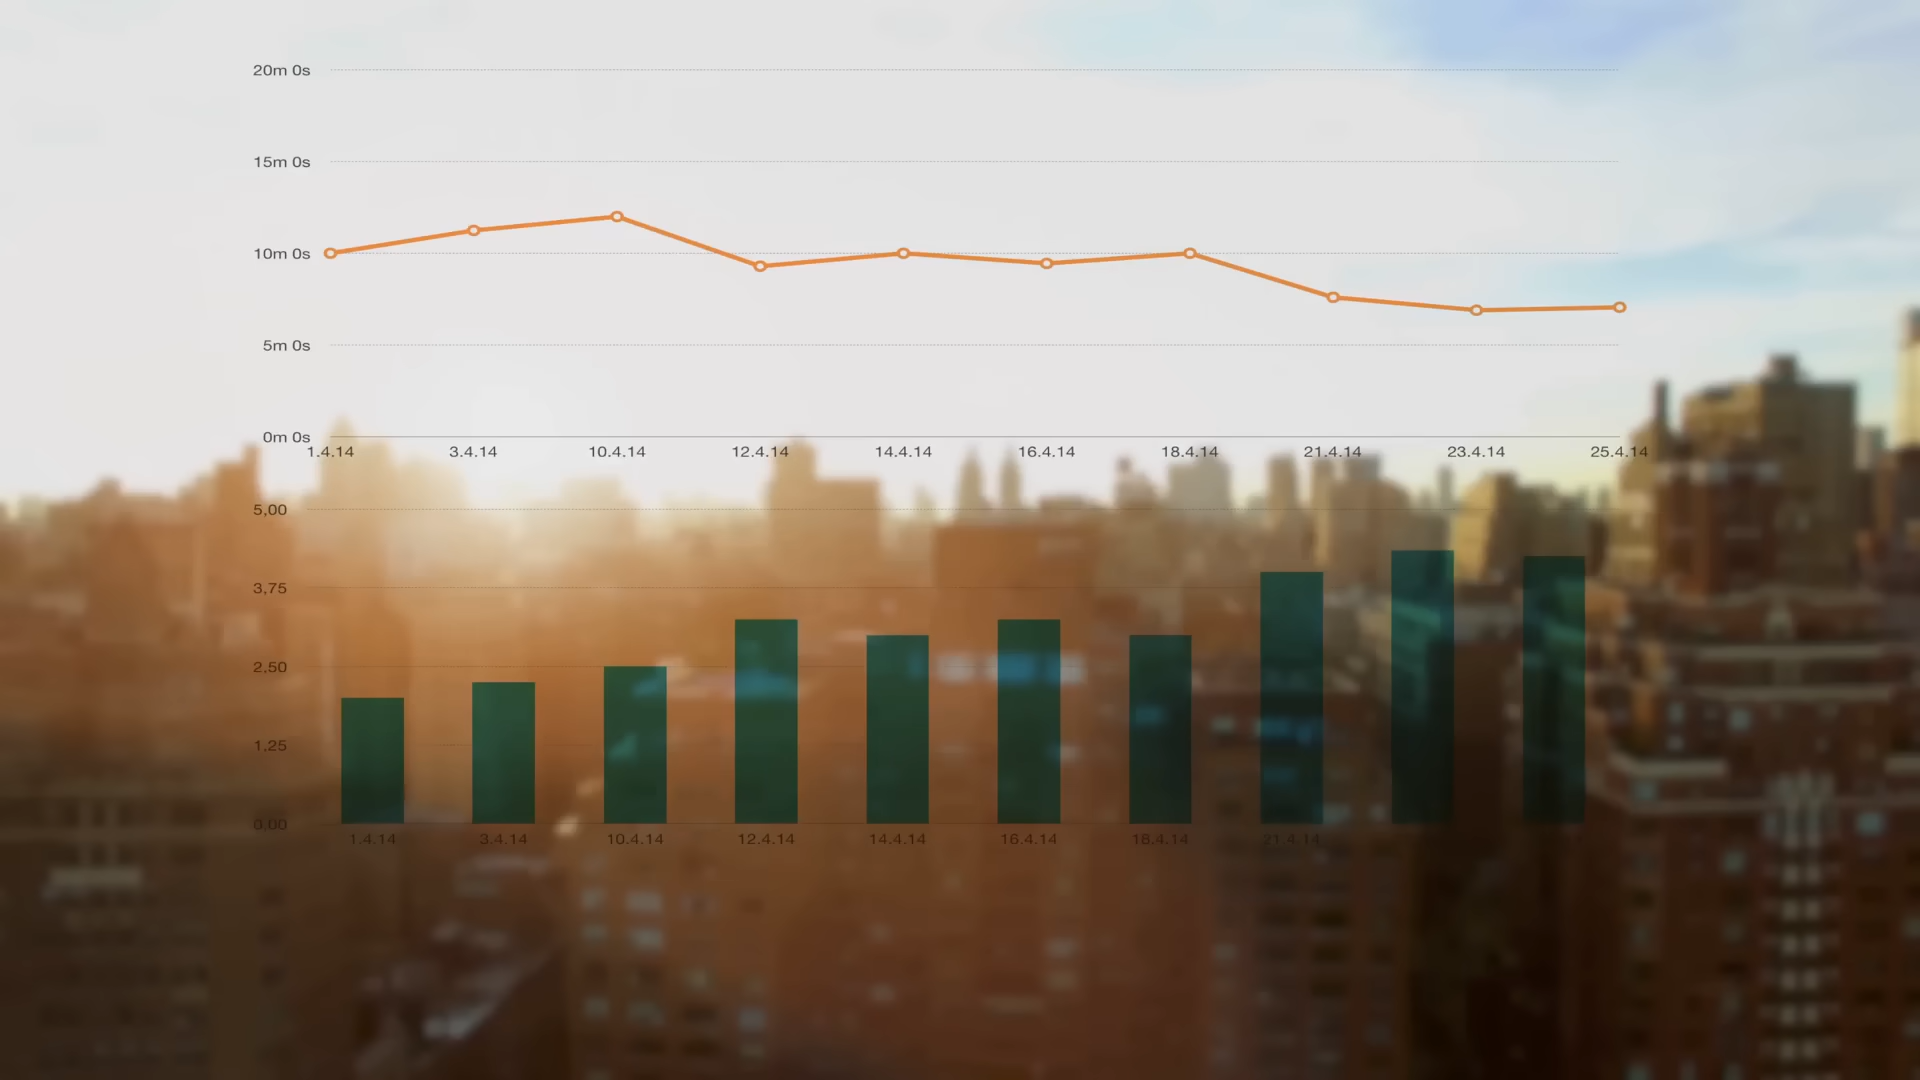 20m 0s
15m 0s
10m 0s
5m 0s
0m 0s
1.4.14 3.4.14 10.4.14 12.4.14 14.4.14 16.4.14 18.4.14 21.4.14 23.4.14 25.4.14
5,00
3,75
2,50
1,25
0,00
1.4.14 3.4.14 10.4.14 12.4.14 14.4.14 16.4.14 18.4.14 21.4.14